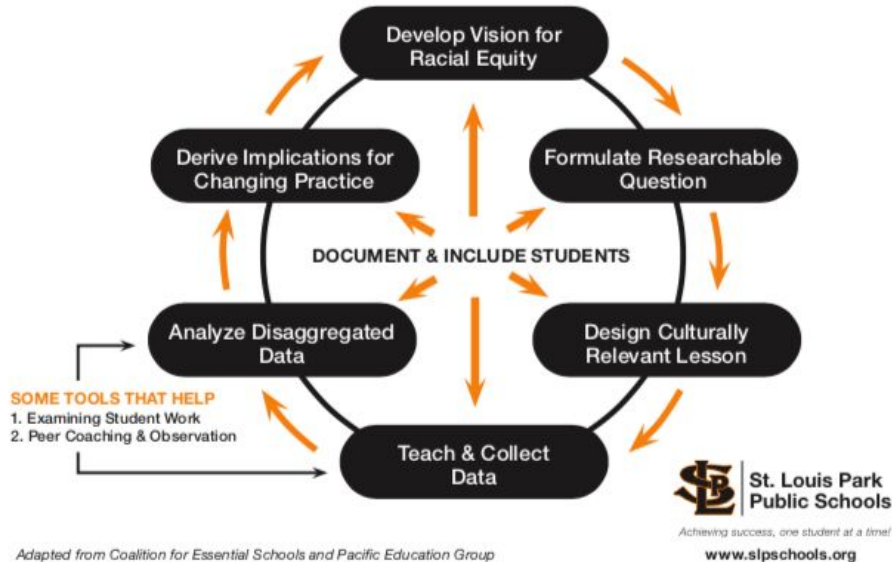 Develop Vision for
Racial Equity
Derive Implications for
Changing Practice
Formulate Researchable
Question
DOCUMENT & INCLUDE STUDENTS
Analyze Disaggregated
Data
Design Culturally
Relevant Lesson
SOME TOOLS THAT HELP
1. Examining Student Work
2. Peer Coaching & Observation
Teach & Collect
Data
SLP
St. Louis Park
Public Schools
Achieving success, one student at a time!
Adapted from Coalition for Essential Schools and Pacific Education Group
www.slpschools.org